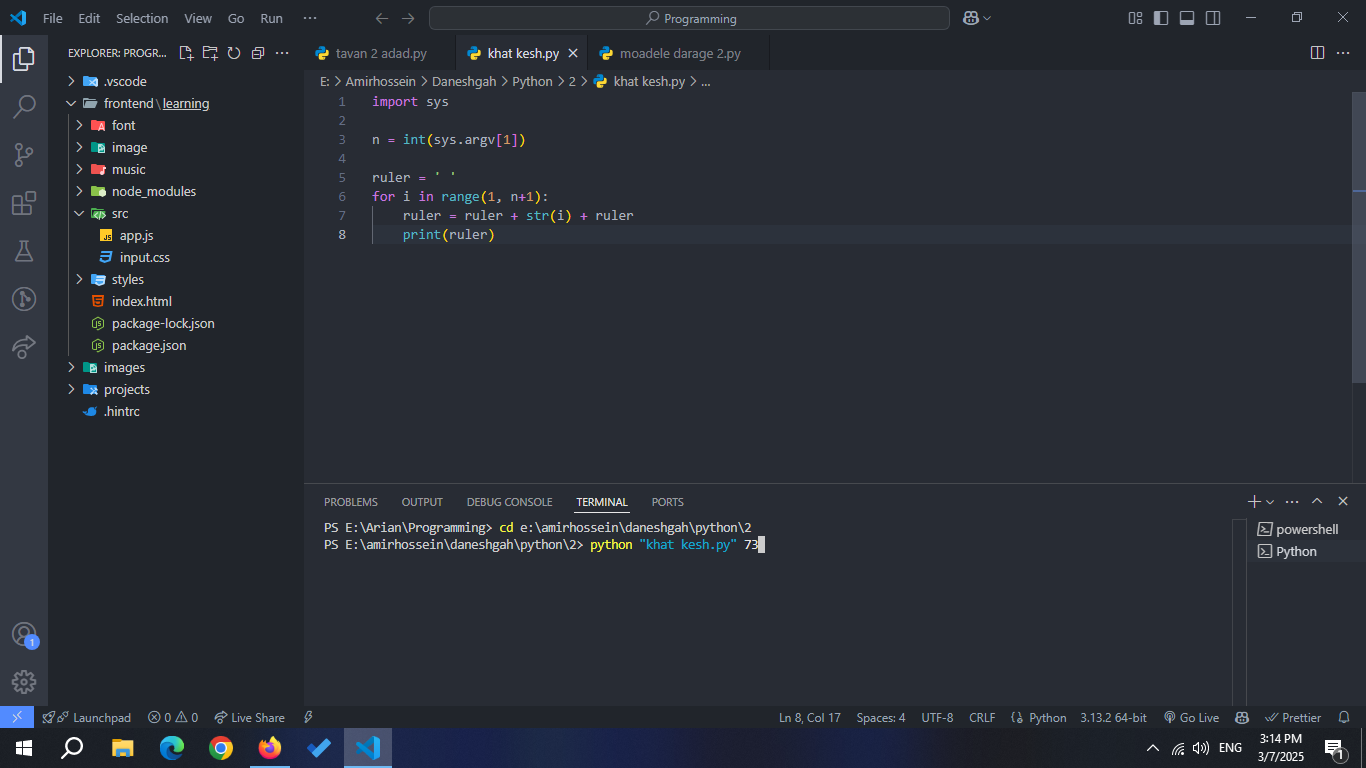 File Edit Selection View Go Run ··· Programming
EXPLORER: PROGR...
tavan 2 adad.py
khat kesh.py
moadele darage 2.py
.vscode
frontend\learning
font
image
music
node_modules
src
app.js
input.css
styles
index.html
package-lock.json
package.json
images
projects
.hintrc
E: > Amirhossein > Daneshgah > Python > 2 > khat kesh.py > ...
1 import sys
2
3 n = int(sys.argv[1])
4
5 ruler = ' '
6 for i in range(1, n+1):
7 ruler = ruler + str(i) + ruler
8 print(ruler)
PROBLEMS OUTPUT DEBUG CONSOLE TERMINAL PORTS
PS E:\Arian\Programming> cd e:\amirhossein\daneshgah\python\2
PS E:\amirhossein\daneshgah\python\2> python "khat kesh.py" 73
powershell
Python
1
Launchpad 0 0 Live Share
Ln 8, Col 17 Spaces: 4 UTF-8 CRLF Python 3.13.2 64-bit Go Live Prettier
ENG
3:14 PM
3/7/2025
1